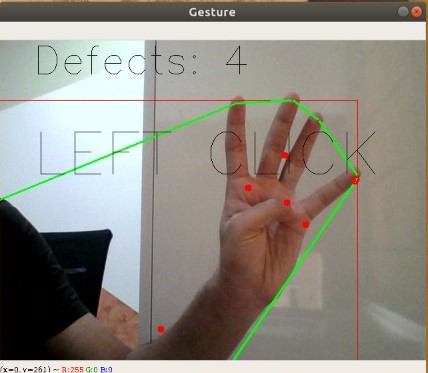 Gesture
Defects: 4
LEFT CLICK
(x=0, y=261) ~ R:255 G:0 B:0